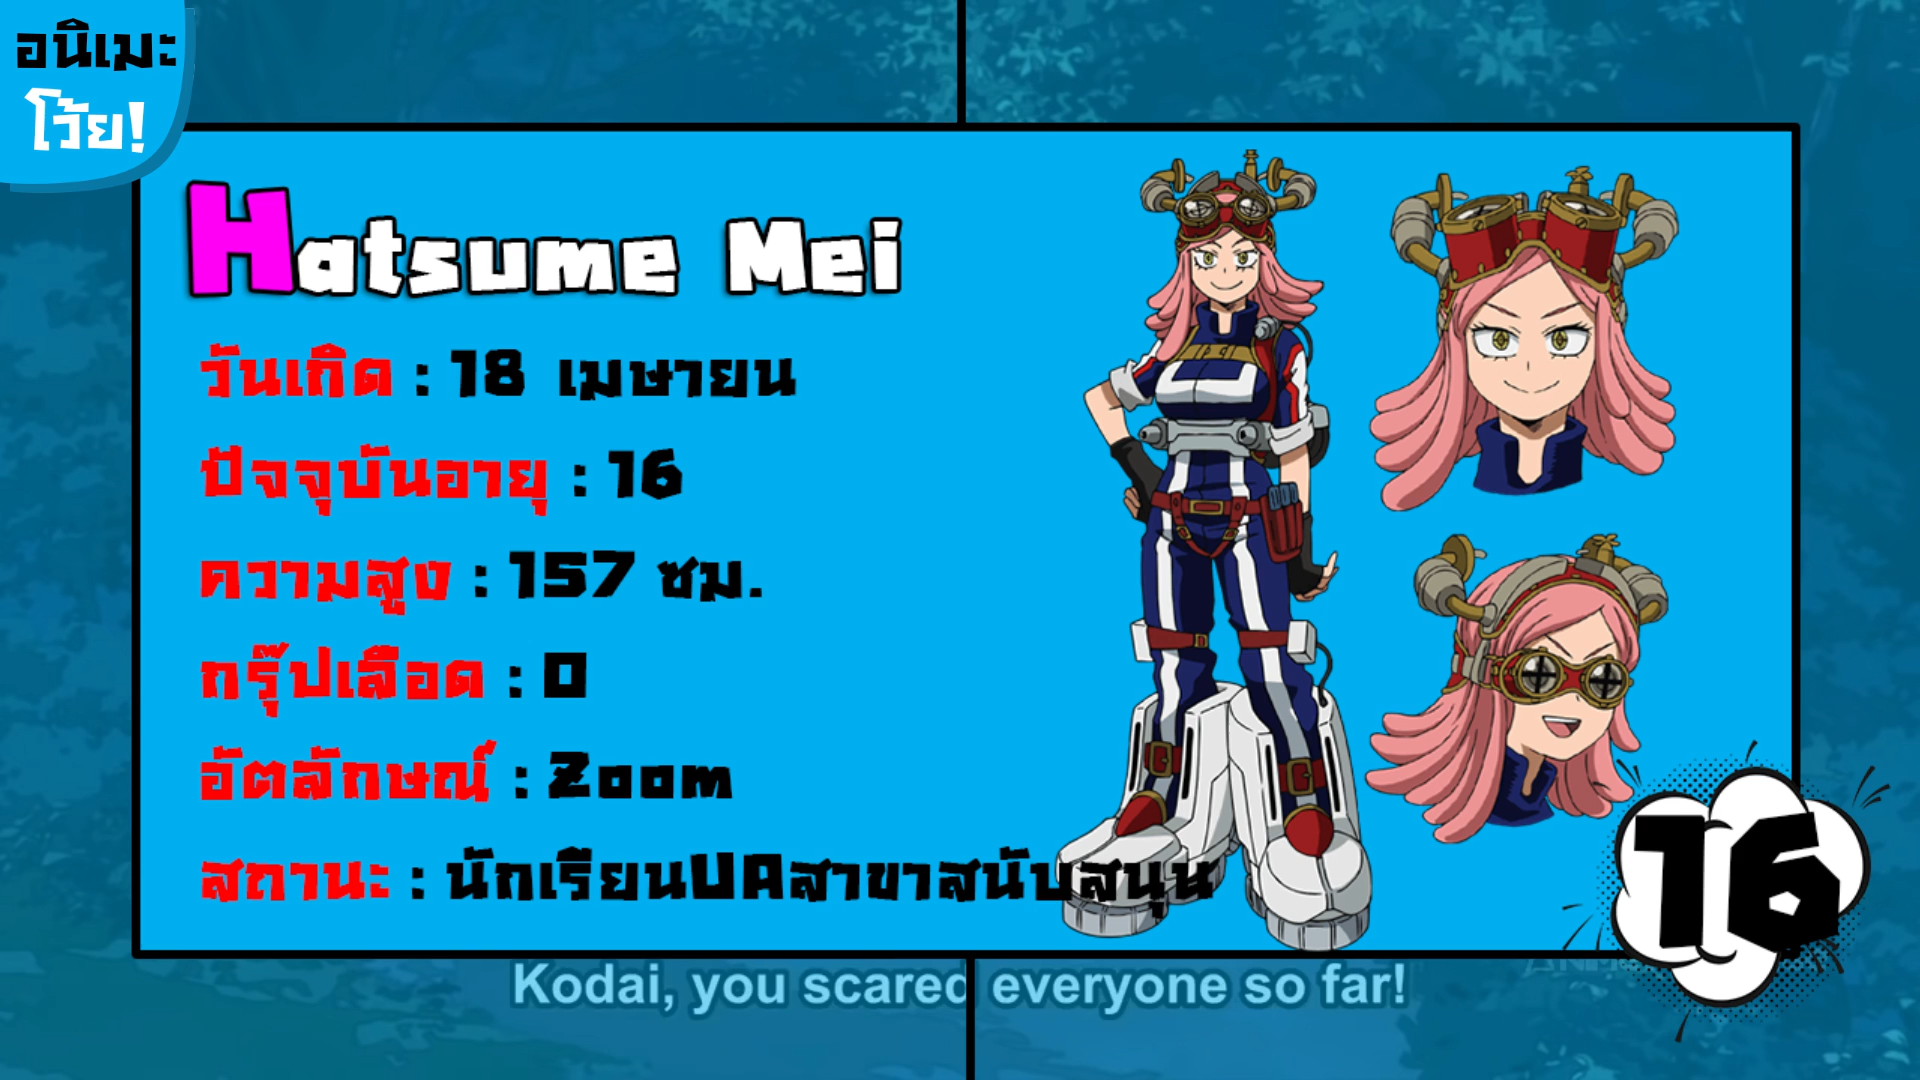 อนิเมะ
โว้ย!
Hatsume Mei
วันเกิด : 18 เมษายน
ปัจจุบันอายุ : 16
ความสูง : 157 ซม.
กรุ๊ปเลือด : O
อัตลักษณ์ : Zoom
สถานะ : นักเรียนUAสาขาสนับสนุน
16
Kodai, you scared everyone so far!